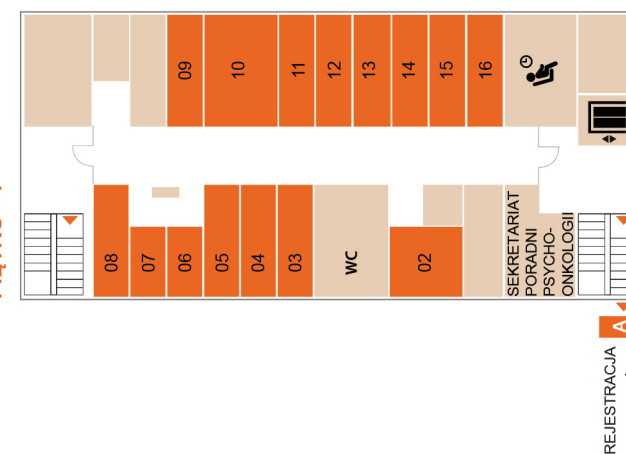 09
10
11
12
13
14
15
16
08
07
06
05
04
03
WC
02
SEKRETARIAT
PORADNI
PSYCHO-
ONKOLOGII
A
REJESTRACJA